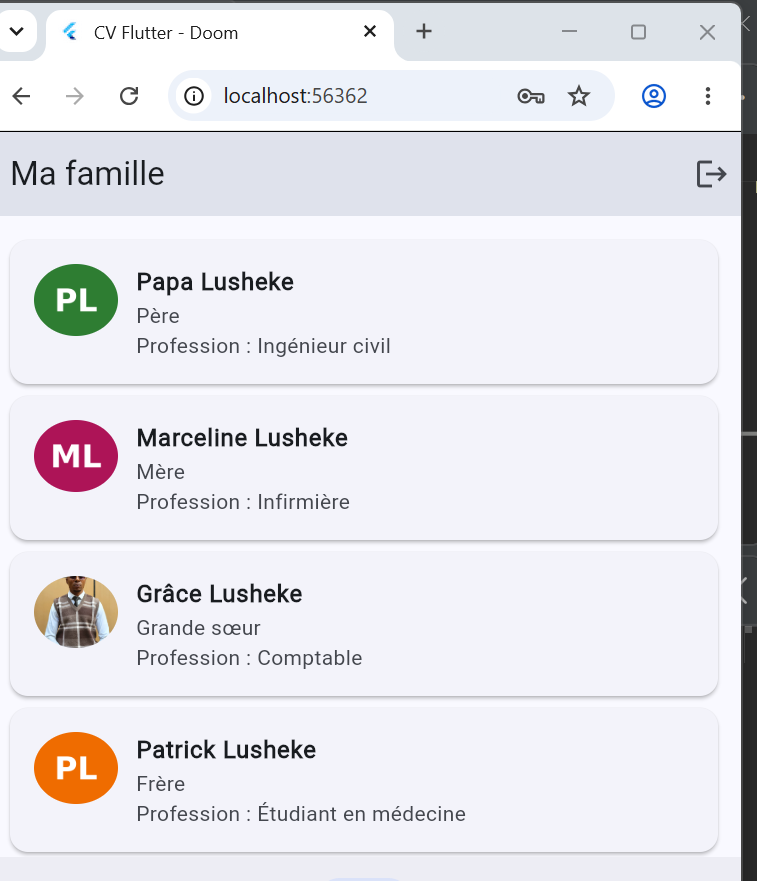 CV Flutter - Doom
localhost:56362
Ma famille
PL
Papa Lusheke
Père
Profession : Ingénieur civil
ML
Marceline Lusheke
Mère
Profession : Infirmière
Grâce Lusheke
Grande sœur
Profession : Comptable
PL
Patrick Lusheke
Frère
Profession : Étudiant en médecine